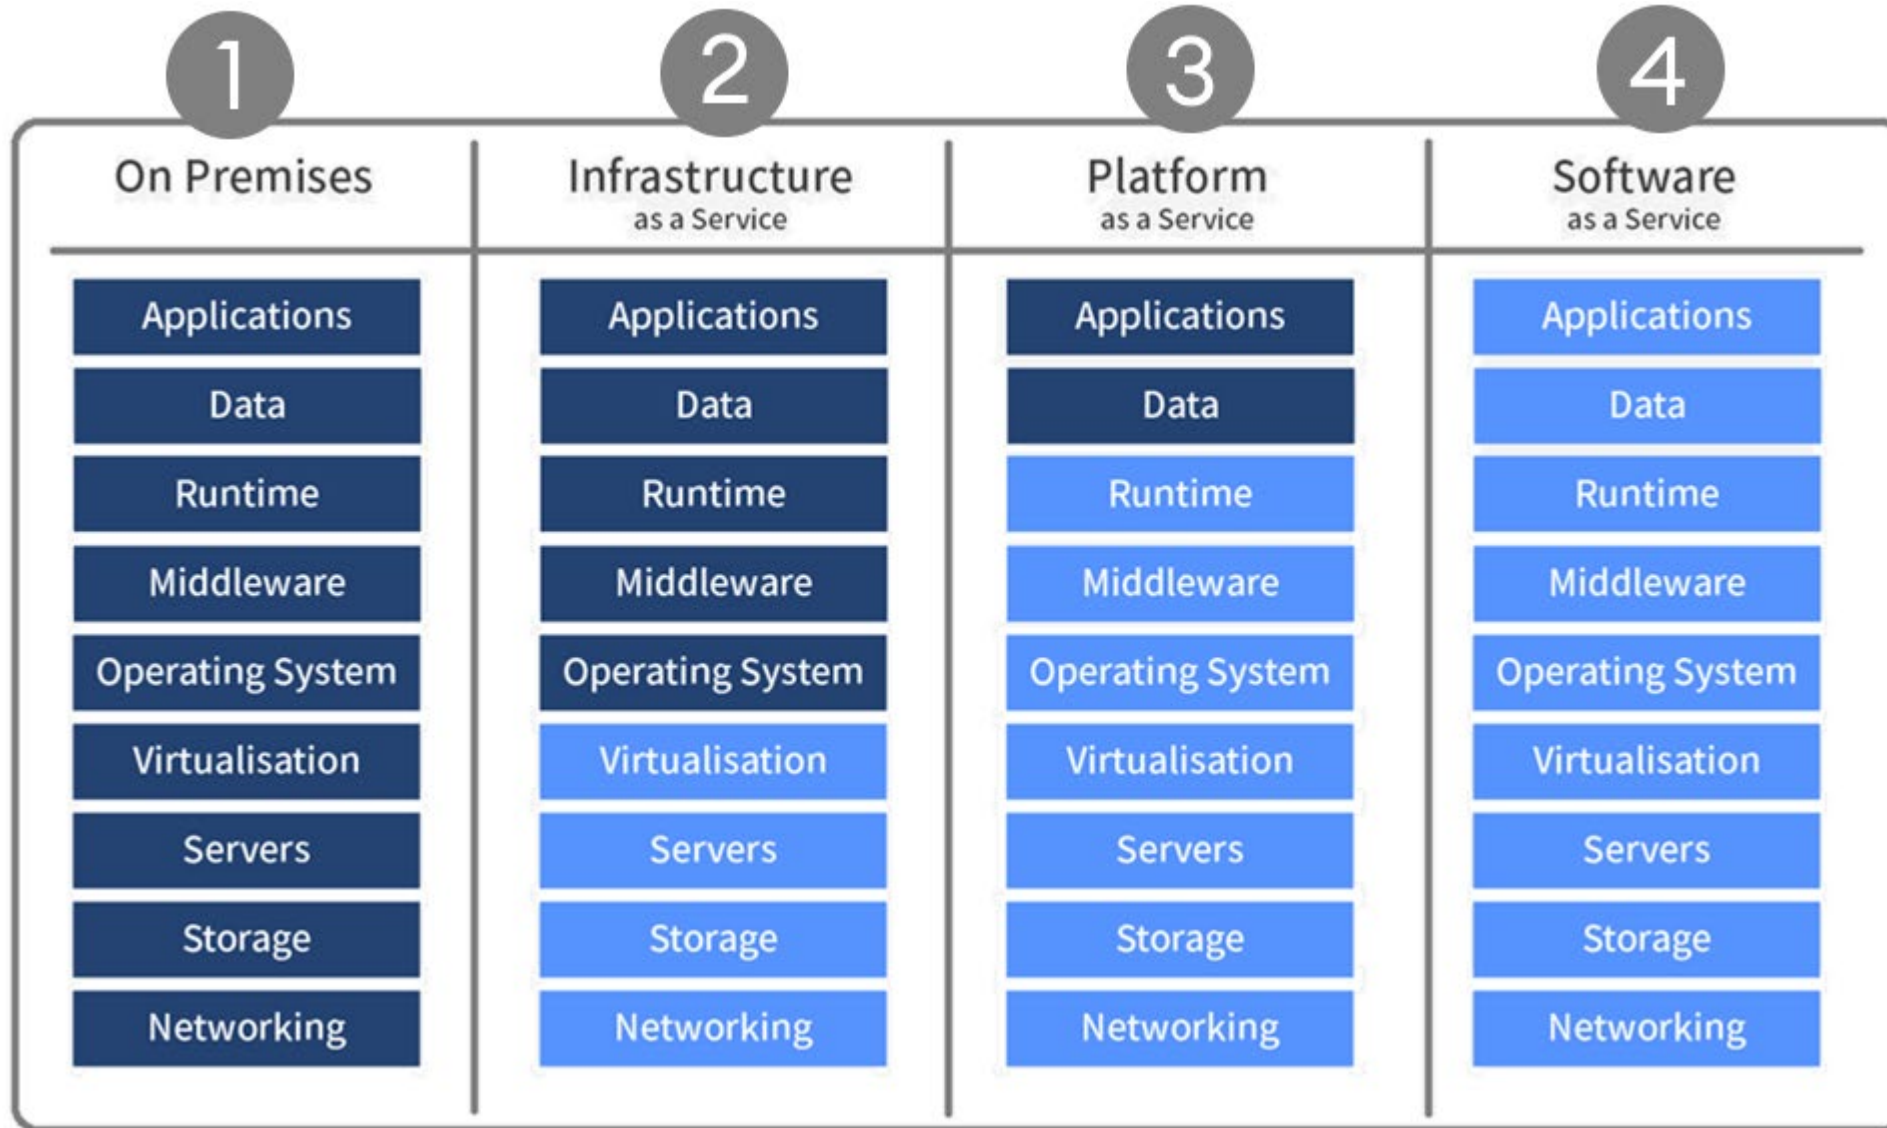 1
2
3
4
On Premises
Infrastructure
as a Service
Platform
as a Service
Software
as a Service
Applications
Data
Runtime
Middleware
Operating System
Virtualisation
Servers
Storage
Networking
Applications
Data
Runtime
Middleware
Operating System
Virtualisation
Servers
Storage
Networking
Applications
Data
Runtime
Middleware
Operating System
Virtualisation
Servers
Storage
Networking
Applications
Data
Runtime
Middleware
Operating System
Virtualisation
Servers
Storage
Networking